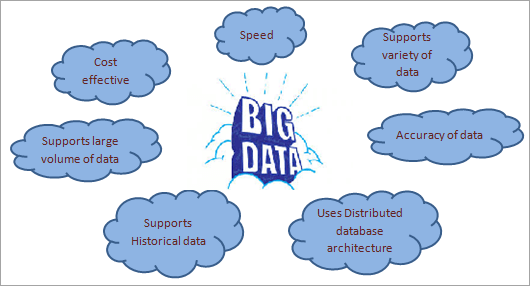 Speed
Supports
variety of
data
Cost
effective
BIG
DATA
Accuracy of data
Supports large
volume of data
Supports
Historical data
Uses Distributed
database
architecture